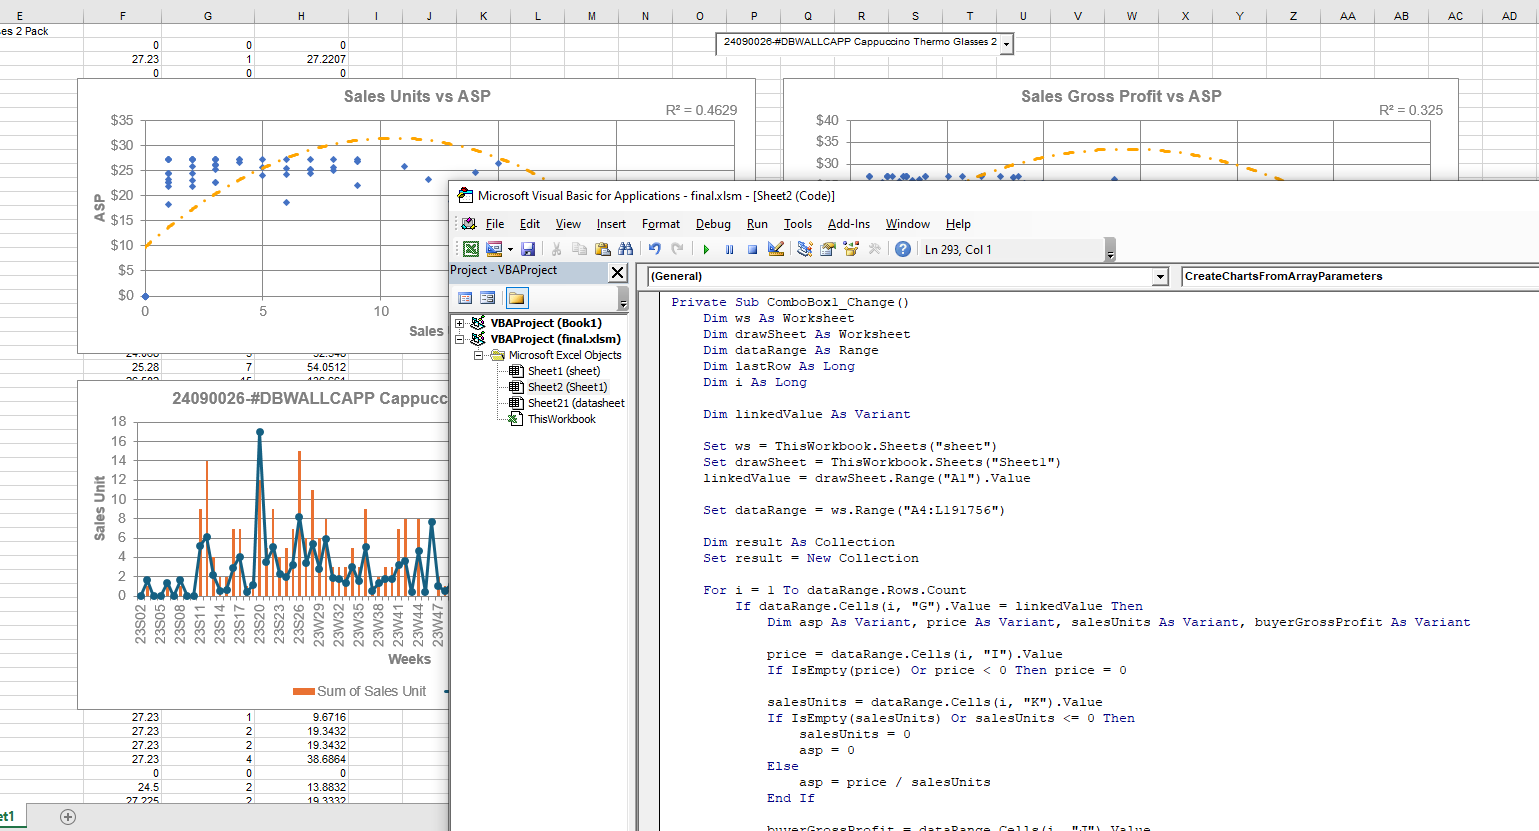 E F G H I J K L M N O P Q R S T U V W X Y Z AA AB AC AD
es 2 Pack
0 0 0
27.23 1 27.2207
0 0 0
24090026-#DBWALLCAPP Cappuccino Thermo Glasses 2
Sales Units vs ASP
R² = 0.4629
$35
$30
$25
$20
$15
$10
$5
$0
ASP
0 5 10
Sales
Sales Gross Profit vs ASP
R² = 0.325
$40
$35
$30
25.28 7 54.0512
24090026-#DBWALLCAPP Cappucc
18
16
14
12
10
8
6
4
2
0
Sales Unit
23S02 23S05 23S08 23S11 23S14 23S17 23S20 23S23 23S26 23W29 23W32 23W35 23W38 23W41 23W44 23W47
Weeks
Sum of Sales Unit
27.23 1 9.6716
27.23 2 19.3432
27.23 2 19.3432
27.23 4 38.6864
0 0 0
24.5 2 13.8832
27.225 2 19.3332
et1
Microsoft Visual Basic for Applications - final.xlsm - [Sheet2 (Code)]
File Edit View Insert Format Debug Run Tools Add-Ins Window Help
Ln 293, Col 1
Project - VBAProject
VBAProject (Book1)
VBAProject (final.xlsm)
Microsoft Excel Objects
Sheet1 (sheet)
Sheet2 (Sheet1)
Sheet21 (datasheet
ThisWorkbook
(General)
CreateChartsFromArrayParameters
Private Sub ComboBox1_Change()
Dim ws As Worksheet
Dim drawSheet As Worksheet
Dim dataRange As Range
Dim lastRow As Long
Dim i As Long
Dim linkedValue As Variant
Set ws = ThisWorkbook.Sheets("sheet")
Set drawSheet = ThisWorkbook.Sheets("Sheet1")
linkedValue = drawSheet.Range("A1").Value
Set dataRange = ws.Range("A4:L191756")
Dim result As Collection
Set result = New Collection
For i = 1 To dataRange.Rows.Count
If dataRange.Cells(i, "G").Value = linkedValue Then
Dim asp As Variant, price As Variant, salesUnits As Variant, buyerGrossProfit As Variant
price = dataRange.Cells(i, "I").Value
If IsEmpty(price) Or price < 0 Then price = 0
salesUnits = dataRange.Cells(i, "K").Value
If IsEmpty(salesUnits) Or salesUnits <= 0 Then
salesUnits = 0
asp = 0
Else
asp = price / salesUnits
End If
buyerGrossProfit = dataRange.Cells(i, "J").Value